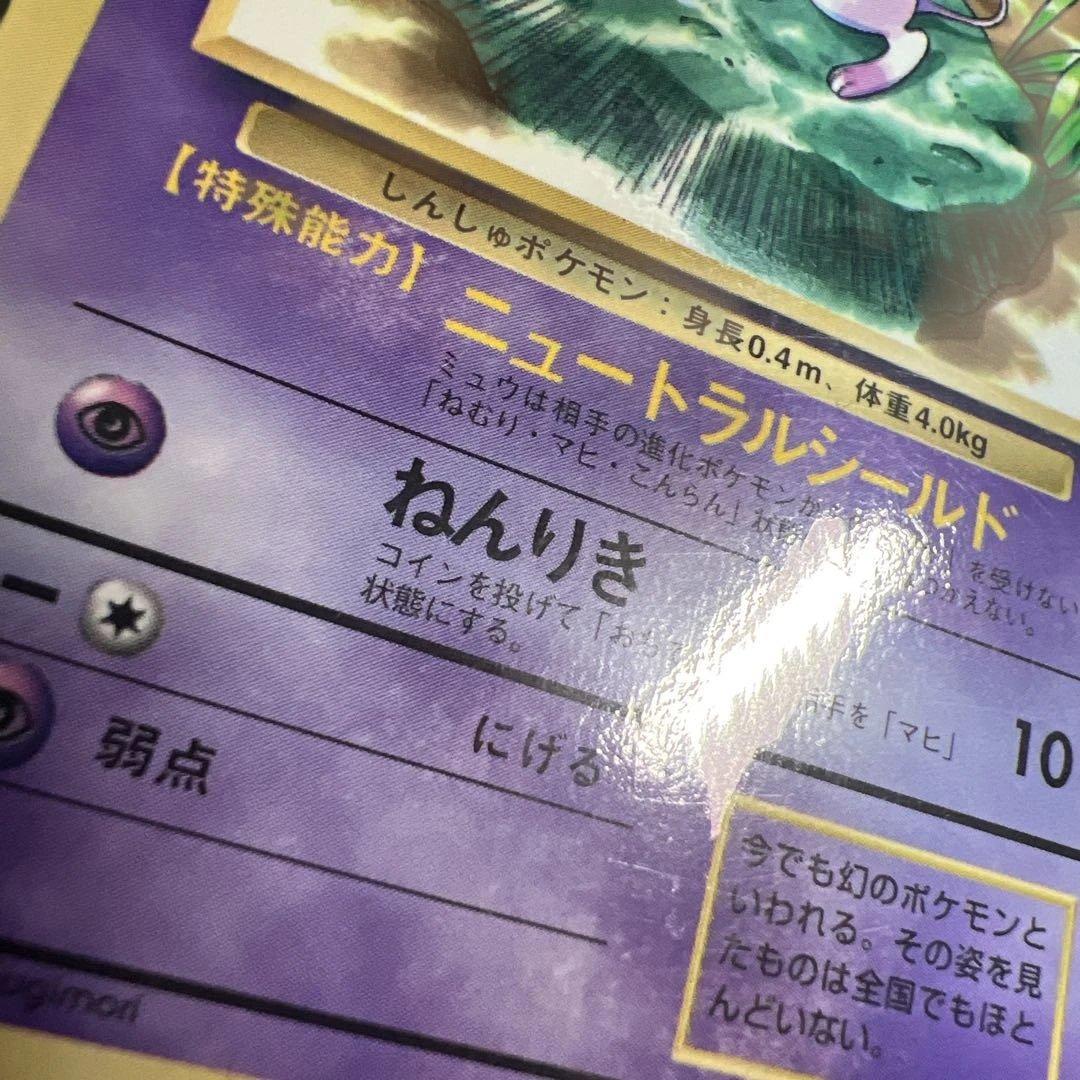 しんしゅポケモン：身長0.4m、体重4.0kg
【特殊能力】ニュートラルシールド
ミュウは相手の進化ポケモンか を受けない
「ねむり・マヒ・こんらん」状態 かえない。
ねんりき
10
コインを投げて「おもて 手を「マヒ」
状態にする。
弱点
にげる
今でも幻のポケモンと
いわれる。その姿を見
たものは全国でもほと
んどいない。